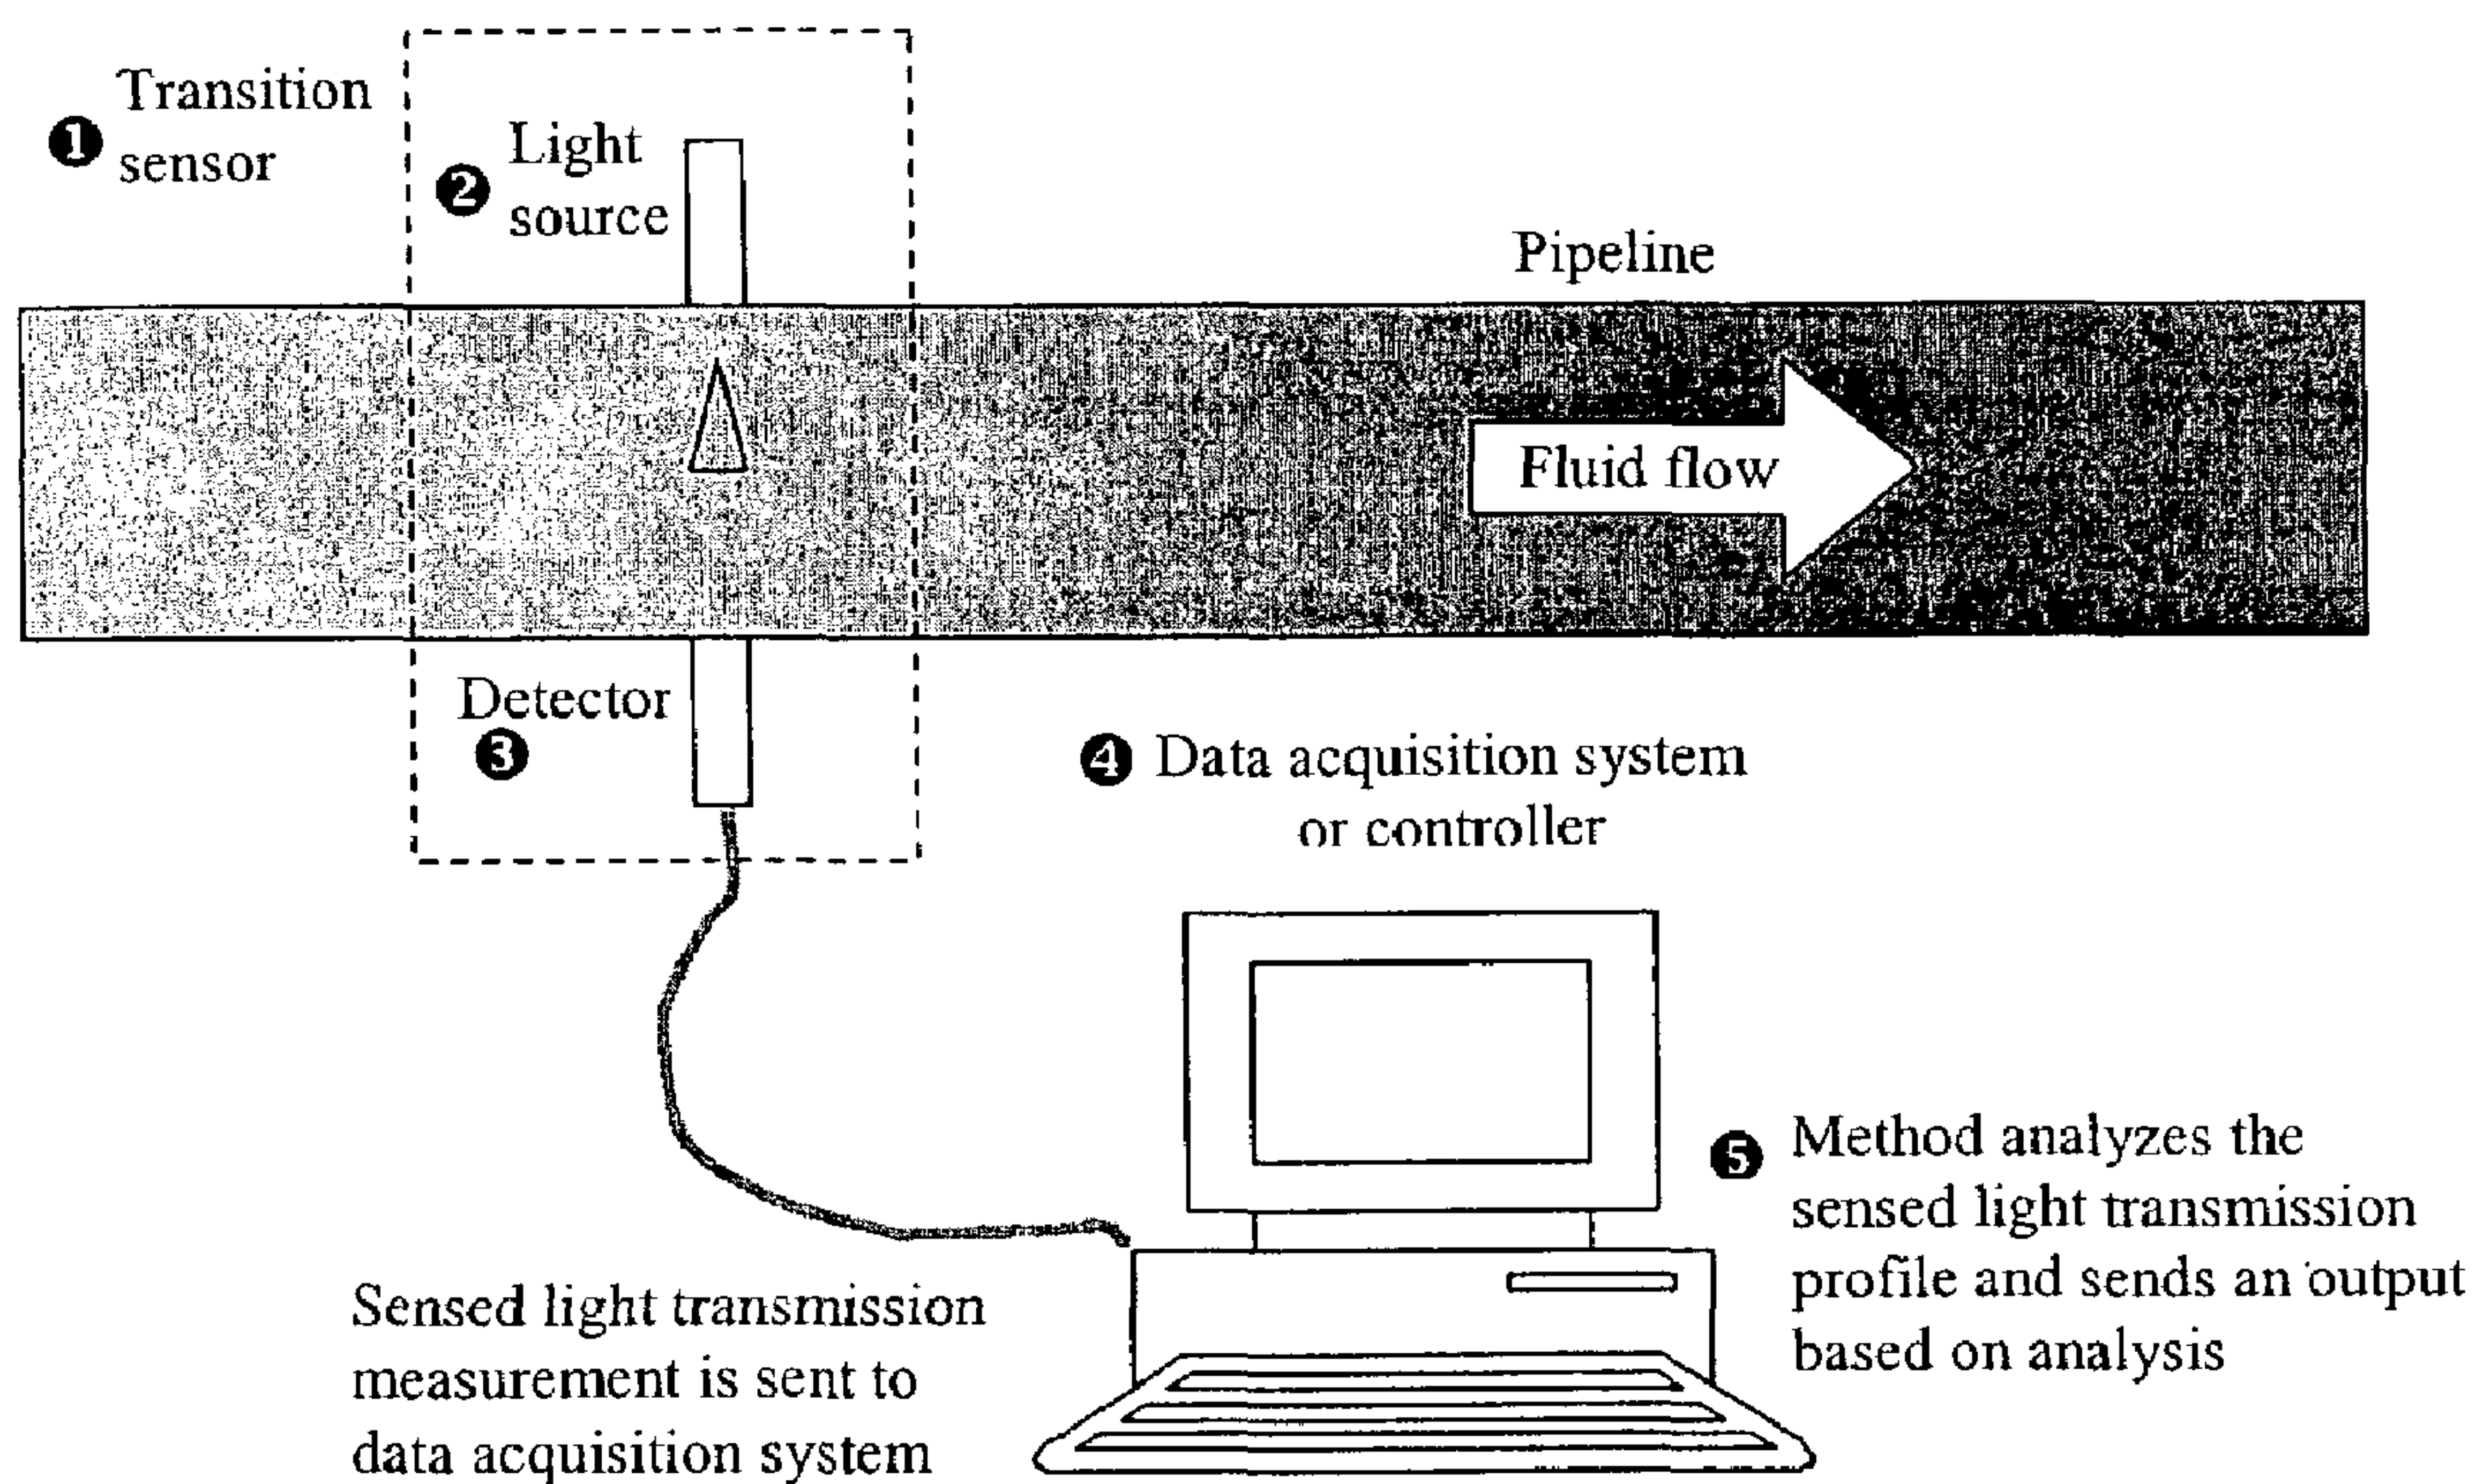 ❶ Transition
sensor
❷ Light
source
Pipeline
Fluid flow
Detector
❸
❹ Data acquisition system
or controller
❺ Method analyzes the
sensed light transmission
profile and sends an output
based on analysis
Sensed light transmission
measurement is sent to
data acquisition system